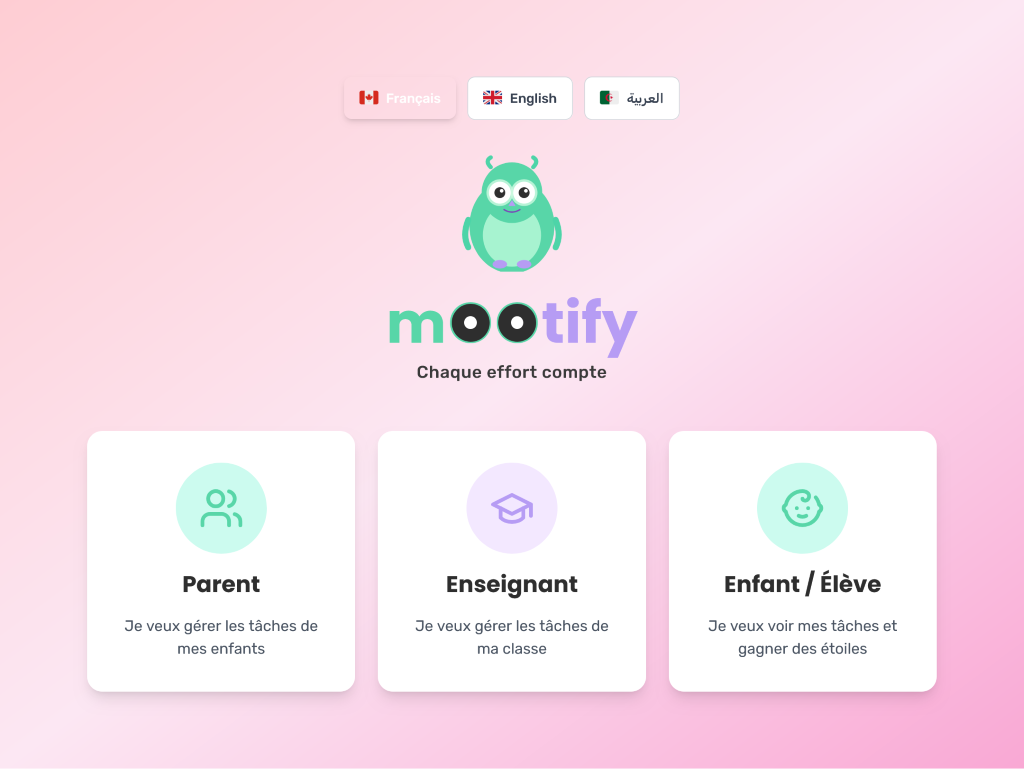 Français
English
العربية
mootify
Chaque effort compte
Parent
Je veux gérer les tâches de
mes enfants
Enseignant
Je veux gérer les tâches de
ma classe
Enfant / Élève
Je veux voir mes tâches et
gagner des étoiles